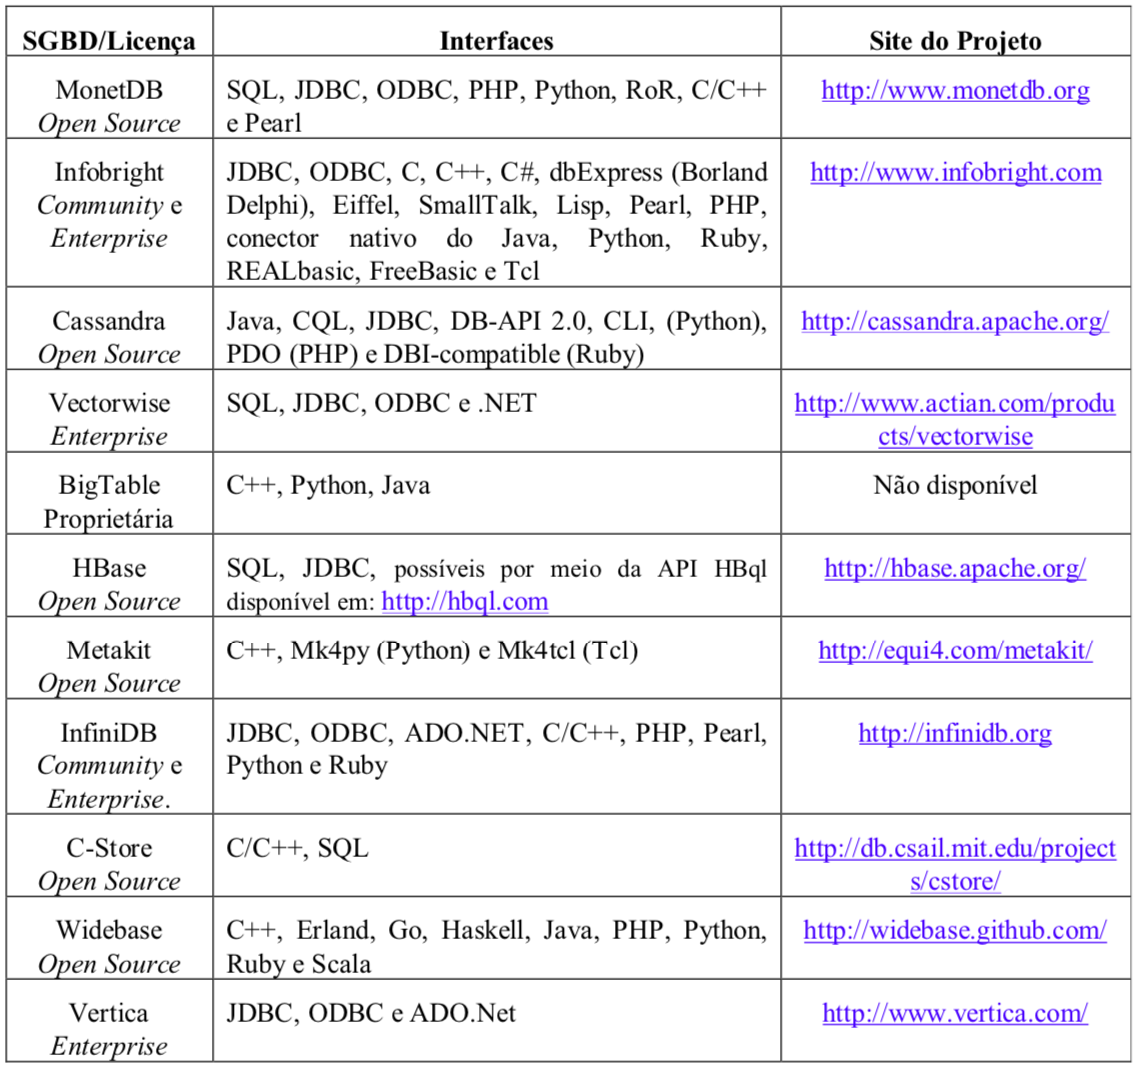 SGBD/Licença Interfaces Site do Projeto
MonetDB SQL, JDBC, ODBC, PHP, Python, RoR, C/C++ http://www.monetdb.org
Open Source e Pearl
Infobright JDBC, ODBC, C, C++, C#, dbExpress (Borland http://www.infobright.com
Community e Delphi), Eiffel, SmallTalk, Lisp, Pearl, PHP,
Enterprise conector nativo do Java, Python, Ruby,
REALbasic, FreeBasic e Tcl
Cassandra Java, CQL, JDBC, DB-API 2.0, CLI, (Python), http://cassandra.apache.org/
Open Source PDO (PHP) e DBI-compatible (Ruby)
Vectorwise SQL, JDBC, ODBC e .NET http://www.actian.com/produ
Enterprise cts/vectorwise
BigTable C++, Python, Java Não disponível
Proprietária
HBase SQL, JDBC, possíveis por meio da API HBql http://hbase.apache.org/
Open Source disponível em: http://hbql.com
Metakit C++, Mk4py (Python) e Mk4tcl (Tcl) http://equi4.com/metakit/
Open Source
InfiniDB JDBC, ODBC, ADO.NET, C/C++, PHP, Pearl, http://infinidb.org
Community e Python e Ruby
Enterprise.
C-Store C/C++, SQL http://db.csail.mit.edu/project
Open Source s/cstore/
Widebase C++, Erland, Go, Haskell, Java, PHP, Python, http://widebase.github.com/
Open Source Ruby e Scala
Vertica JDBC, ODBC e ADO.Net http://www.vertica.com/
Enterprise